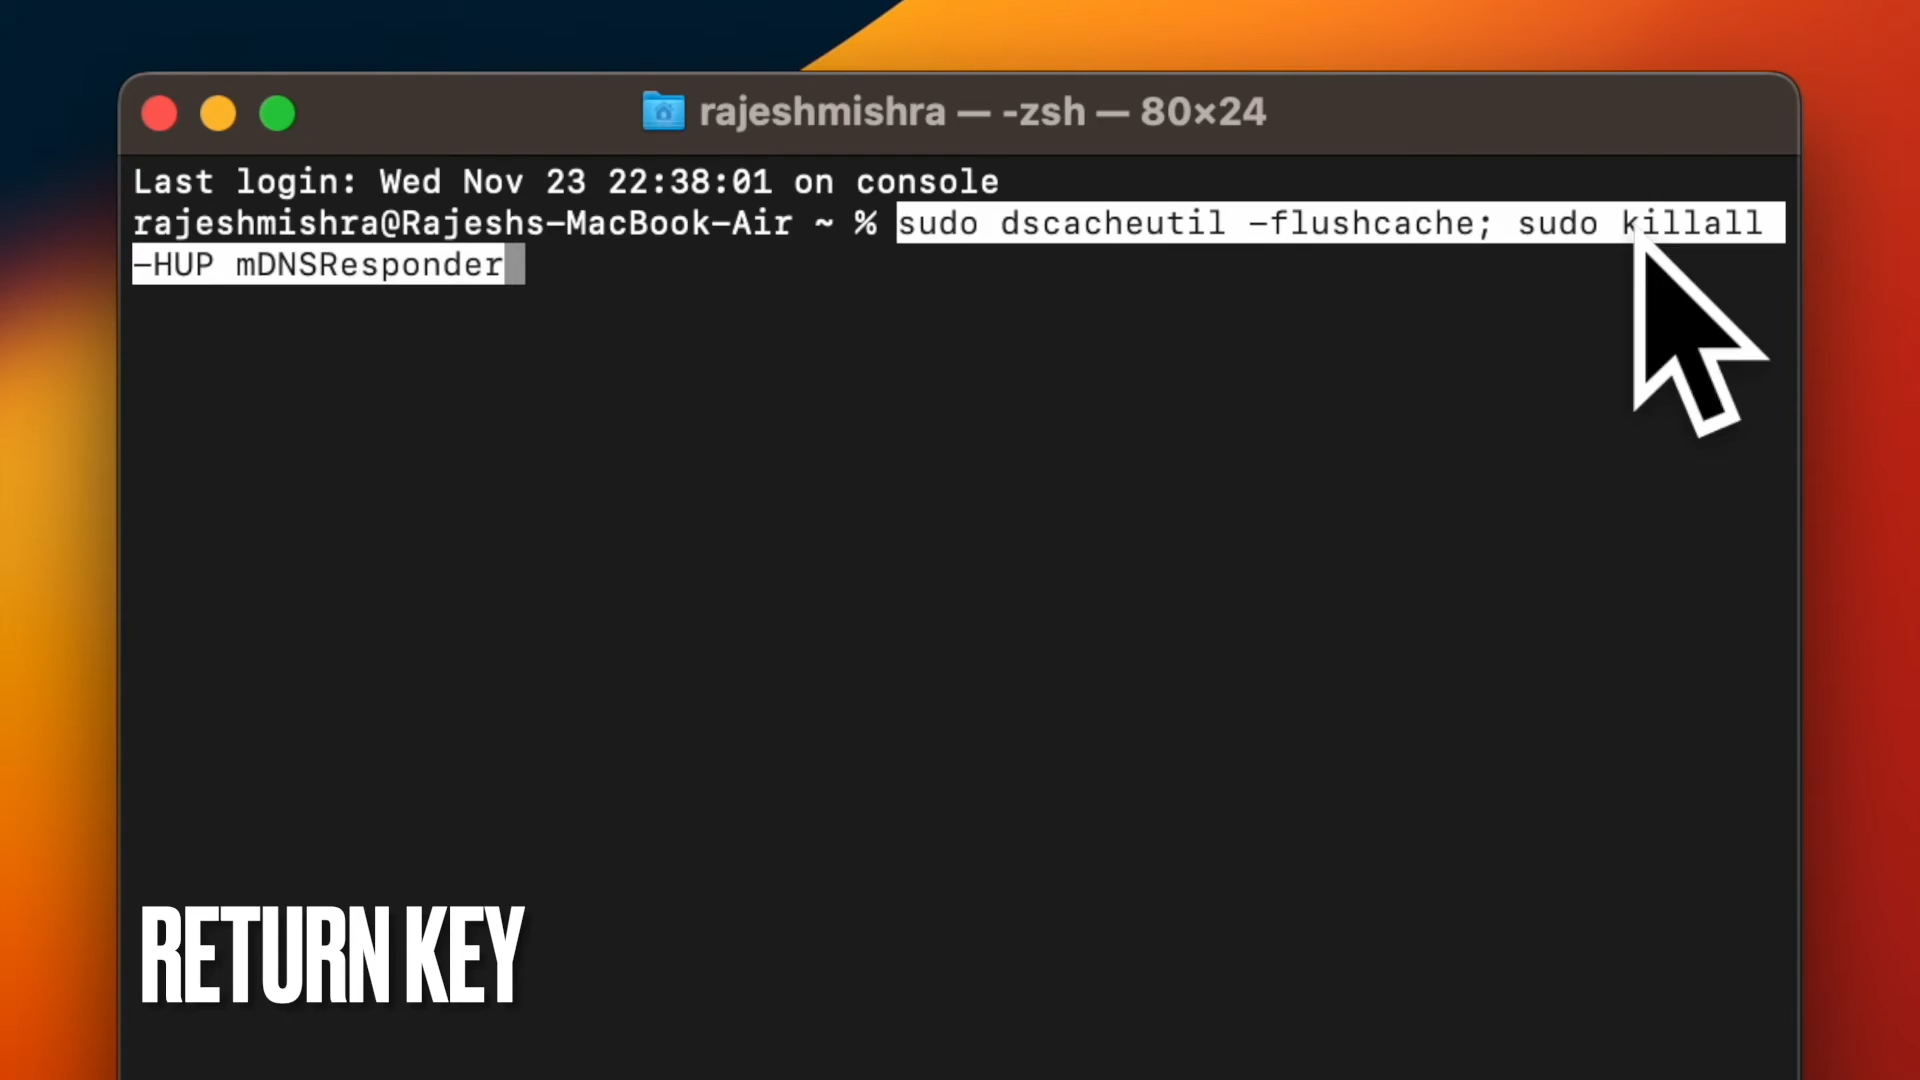 rajeshmishra — -zsh — 80×24
Last login: Wed Nov 23 22:38:01 on console
rajeshmishra@Rajeshs-MacBook-Air ~ % sudo dscacheutil -flushcache; sudo killall
-HUP mDNSResponder
RETURN KEY